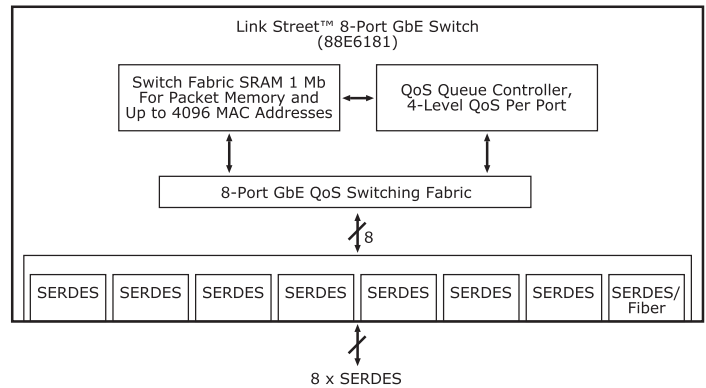 Link Street™ 8-Port GbE Switch
(88E6181)
Switch Fabric SRAM 1 Mb
For Packet Memory and
Up to 4096 MAC Addresses
QoS Queue Controller,
4-Level QoS Per Port
8-Port GbE QoS Switching Fabric
8
SERDES
SERDES
SERDES
SERDES
SERDES
SERDES
SERDES
SERDES/
Fiber
8 x SERDES